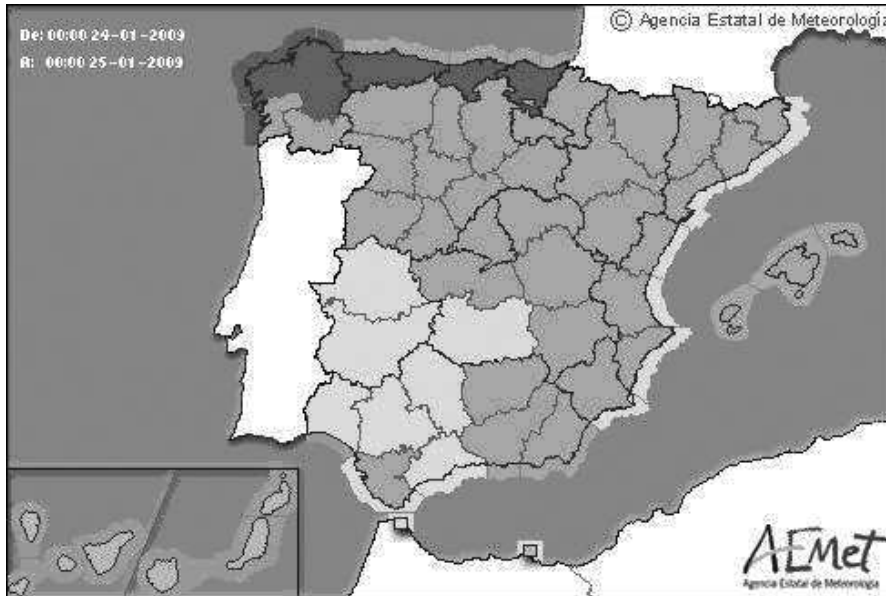 De: 00:00 24-01-2009
A: 00:00 25-01-2009
© Agencia Estatal de Meteorología
AEMet
Agencia Estatal de Meteorología